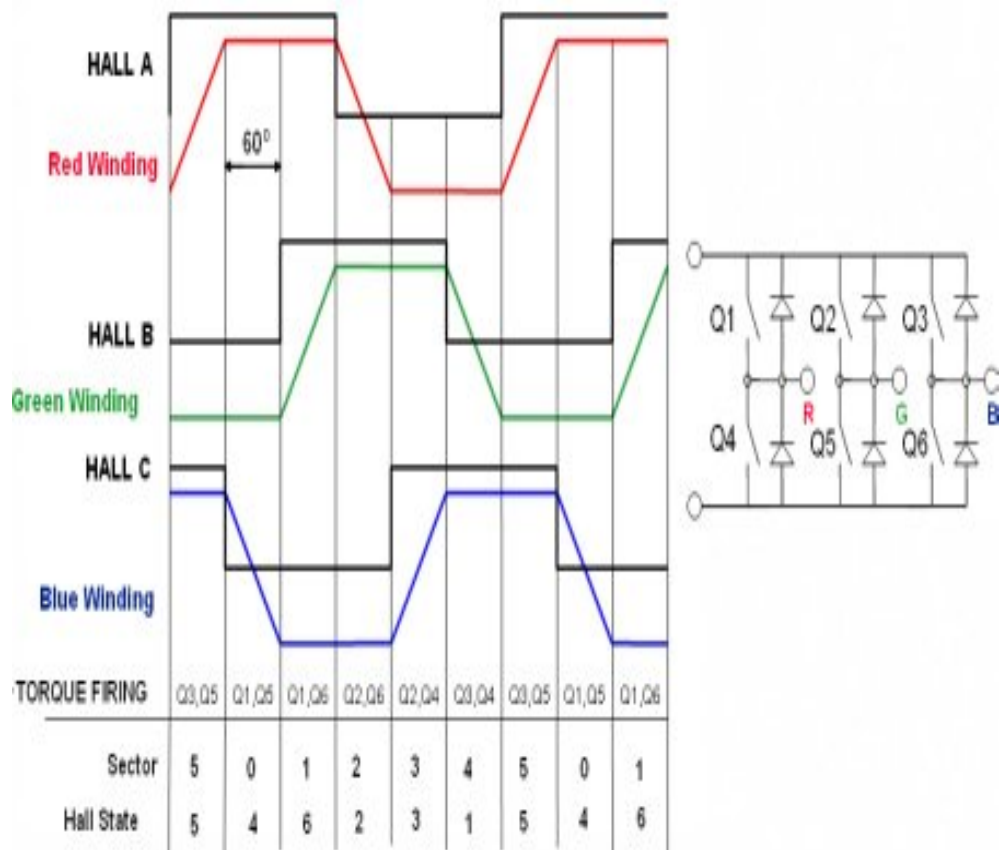 HALL A
60°
Red Winding
HALL B
Green Winding
HALL C
Blue Winding
Q1 Q2 Q3
R G B
Q4 Q5 Q6
TORQUE FIRING Q3,Q5 Q1,Q5 Q1,Q6 Q2,Q6 Q2,Q4 Q3,Q4 Q3,Q5 Q1,Q5 Q1,Q6
Sector 5 0 1 2 3 4 5 0 1
Hall State 5 4 6 2 3 1 5 4 6